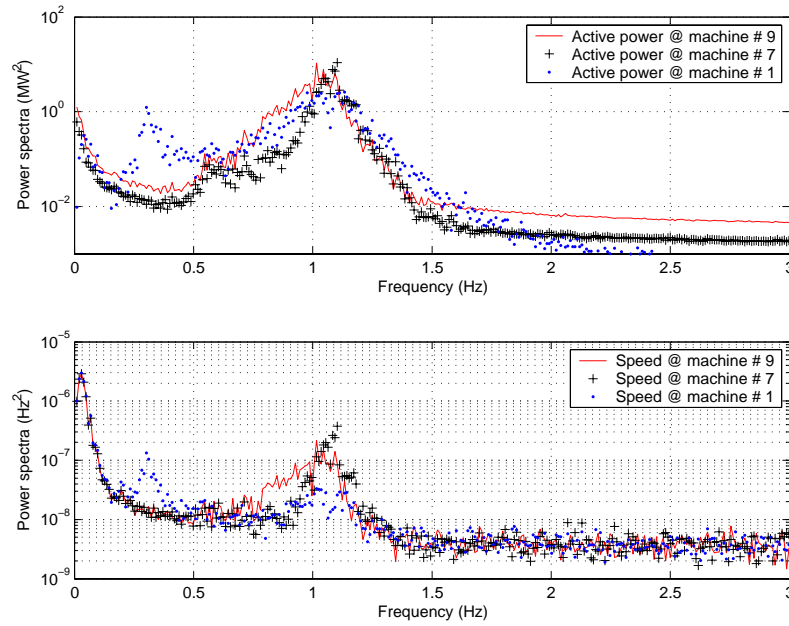 10^2
10^0
10^-2
Power spectra (MW^2)
Active power @ machine # 9
Active power @ machine # 7
Active power @ machine # 1
0 0.5 1 1.5 2 2.5 3
Frequency (Hz)
10^-5
10^-6
10^-7
10^-8
10^-9
Power spectra (Hz^2)
Speed @ machine # 9
Speed @ machine # 7
Speed @ machine # 1
0 0.5 1 1.5 2 2.5 3
Frequency (Hz)